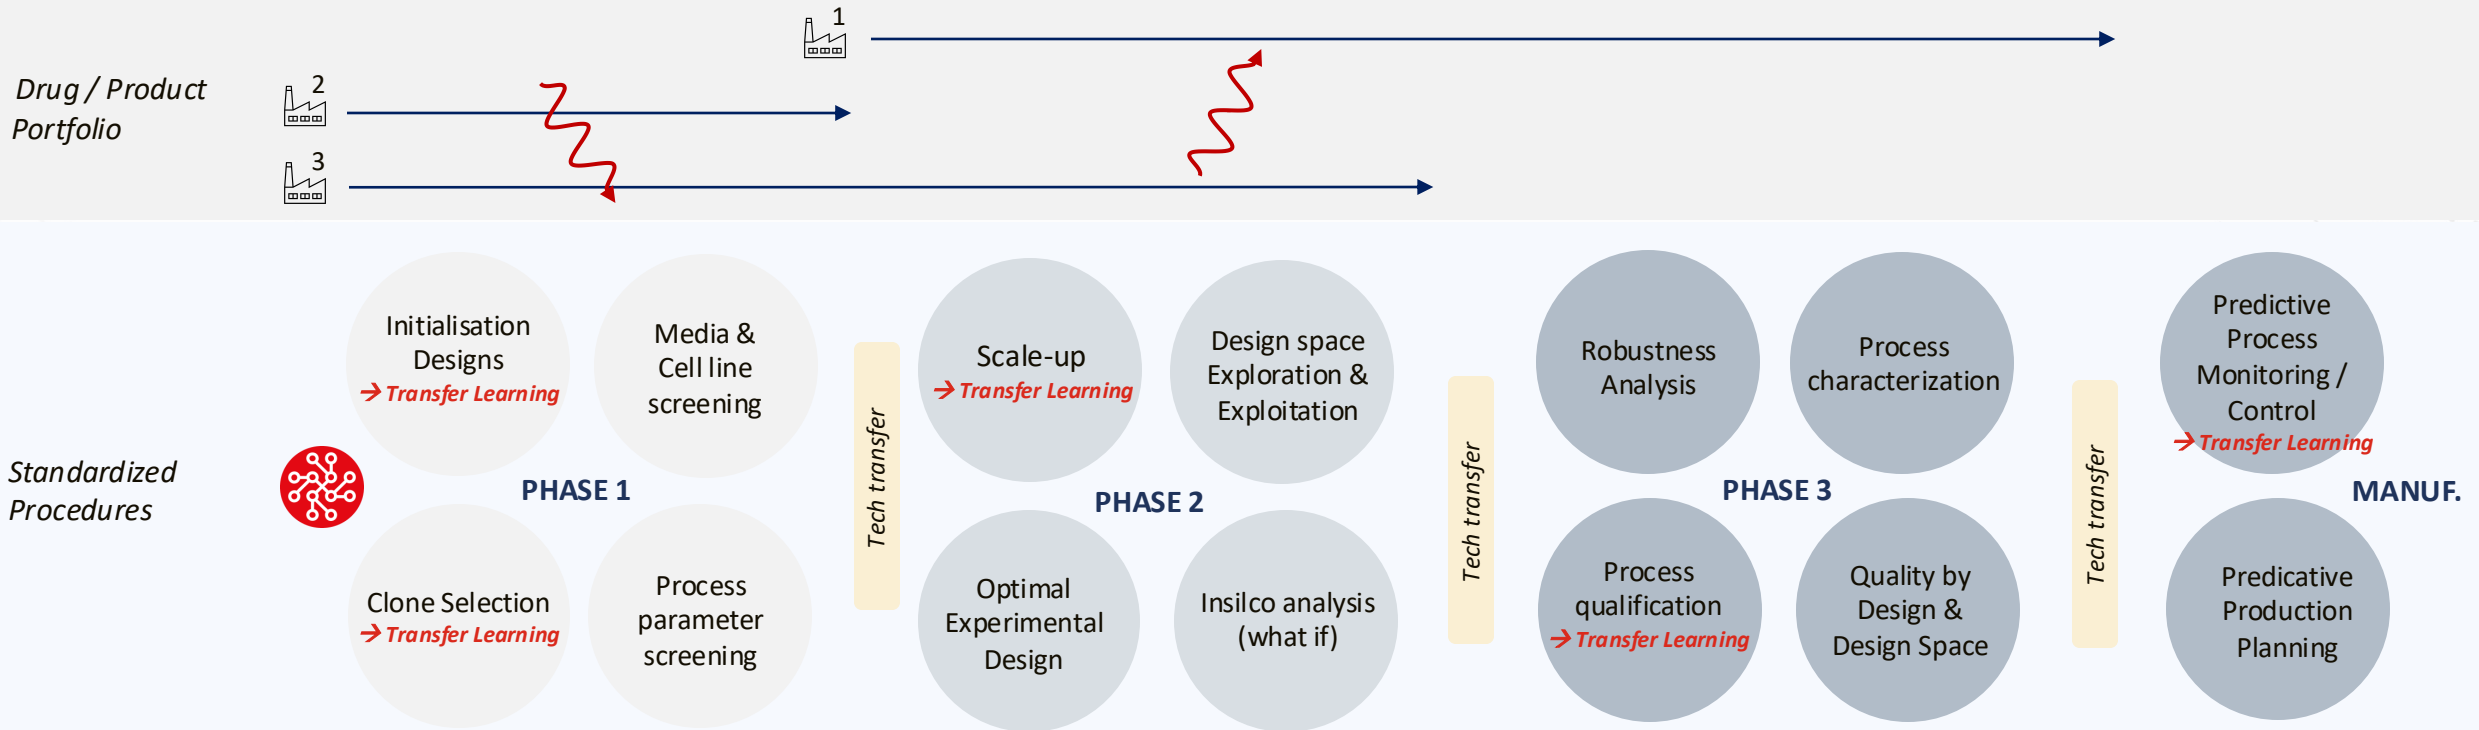 1
Drug / Product
Portfolio
2
3
Standardized
Procedures
Initialisation
Designs
→ Transfer Learning
Media &
Cell line
screening
PHASE 1
Clone Selection
→ Transfer Learning
Process
parameter
screening
Tech transfer
Scale-up
→ Transfer Learning
Design space
Exploration &
Exploitation
PHASE 2
Optimal
Experimental
Design
Insilco analysis
(what if)
Tech transfer
Robustness
Analysis
Process
characterization
PHASE 3
Process
qualification
→ Transfer Learning
Quality by
Design &
Design Space
Tech transfer
Predictive
Process
Monitoring /
Control
→ Transfer Learning
MANUF.
Predicative
Production
Planning